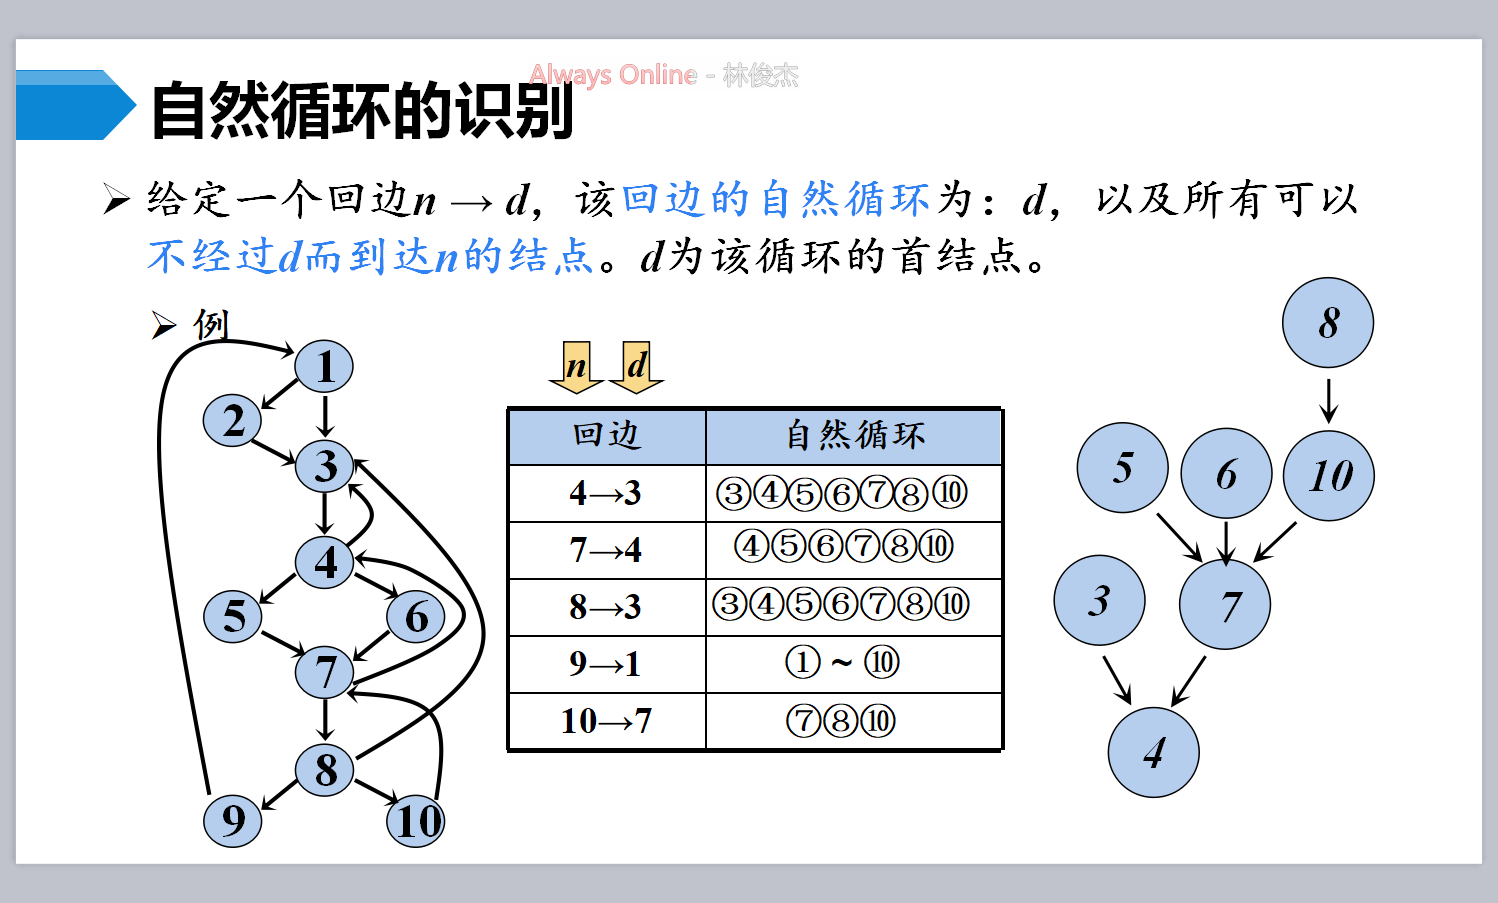 Always Online - 林俊杰
自然循环的识别
给定一个回边n → d，该回边的自然循环为：d，以及所有可以
不经过d而到达n的结点。d为该循环的首结点。
例
1
2
3
4
5
6
7
8
9
10
n d
回边 自然循环
4→3 ③④⑤⑥⑦⑧⑩
7→4 ④⑤⑥⑦⑧⑩
8→3 ③④⑤⑥⑦⑧⑩
9→1 ① ~ ⑩
10→7 ⑦⑧⑩
8
5 6 10
3 7
4